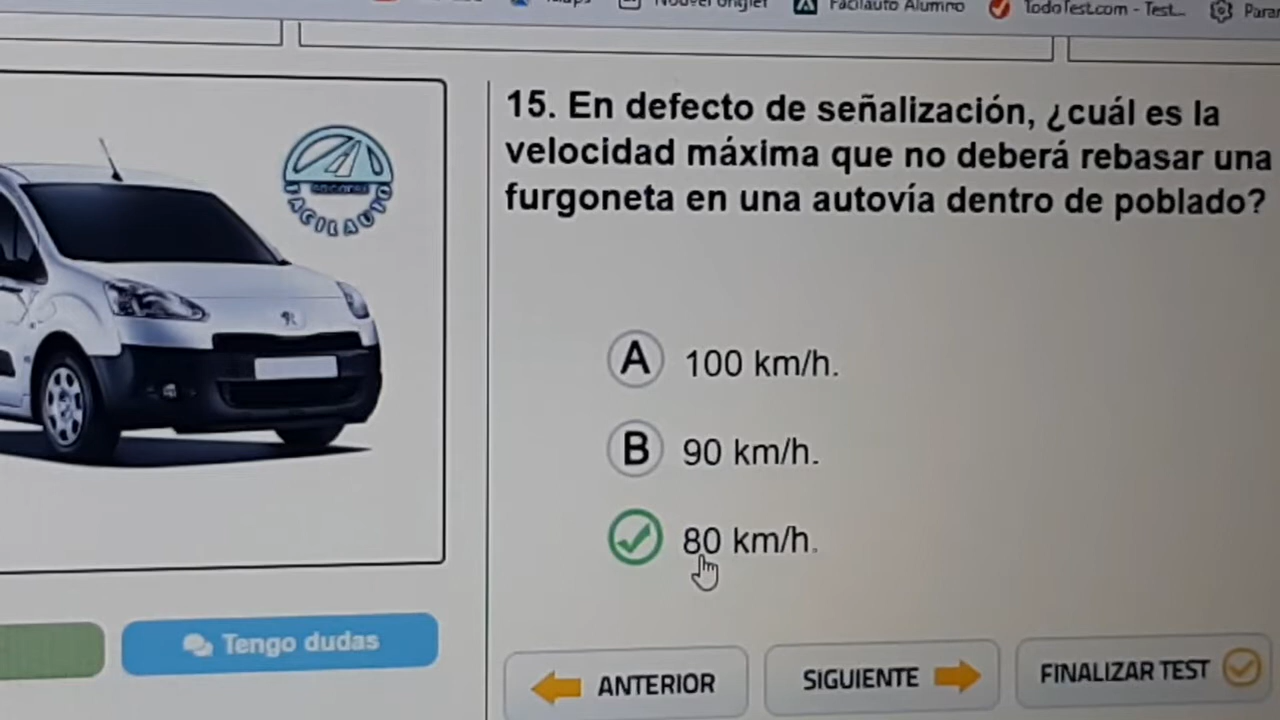 Facilauto Alumno
TodoTest.com - Test...
FACILAUTO
15. En defecto de señalización, ¿cuál es la
velocidad máxima que no deberá rebasar una
furgoneta en una autovía dentro de poblado?
A 100 km/h.
B 90 km/h.
80 km/h.
Tengo dudas
ANTERIOR
SIGUIENTE
FINALIZAR TEST